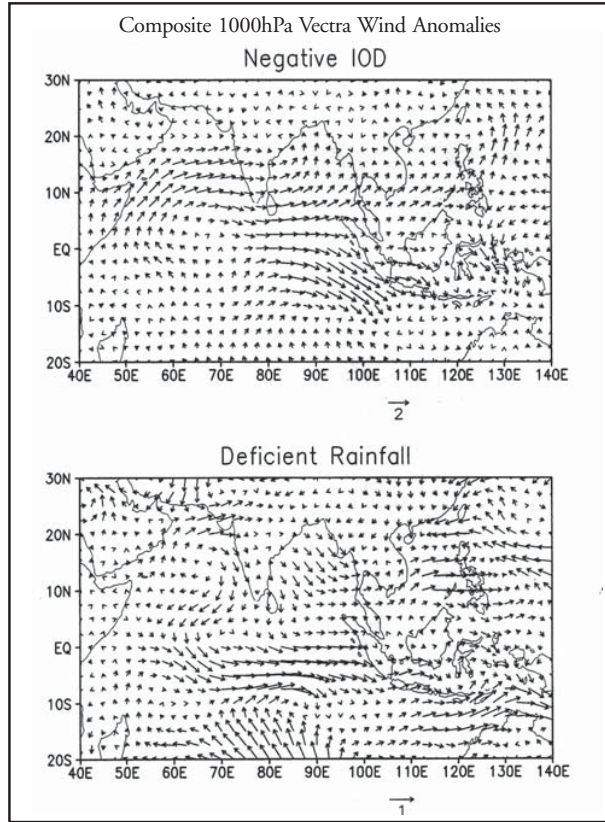 Composite 1000hPa Vectra Wind Anomalies
Negative IOD
30N
20N
10N
EQ
10S
20S
40E 50E 60E 70E 80E 90E 100E 110E 120E 130E 140E
2
Deficient Rainfall
30N
20N
10N
EQ
10S
20S
40E 50E 60E 70E 80E 90E 100E 110E 120E 130E 140E
1